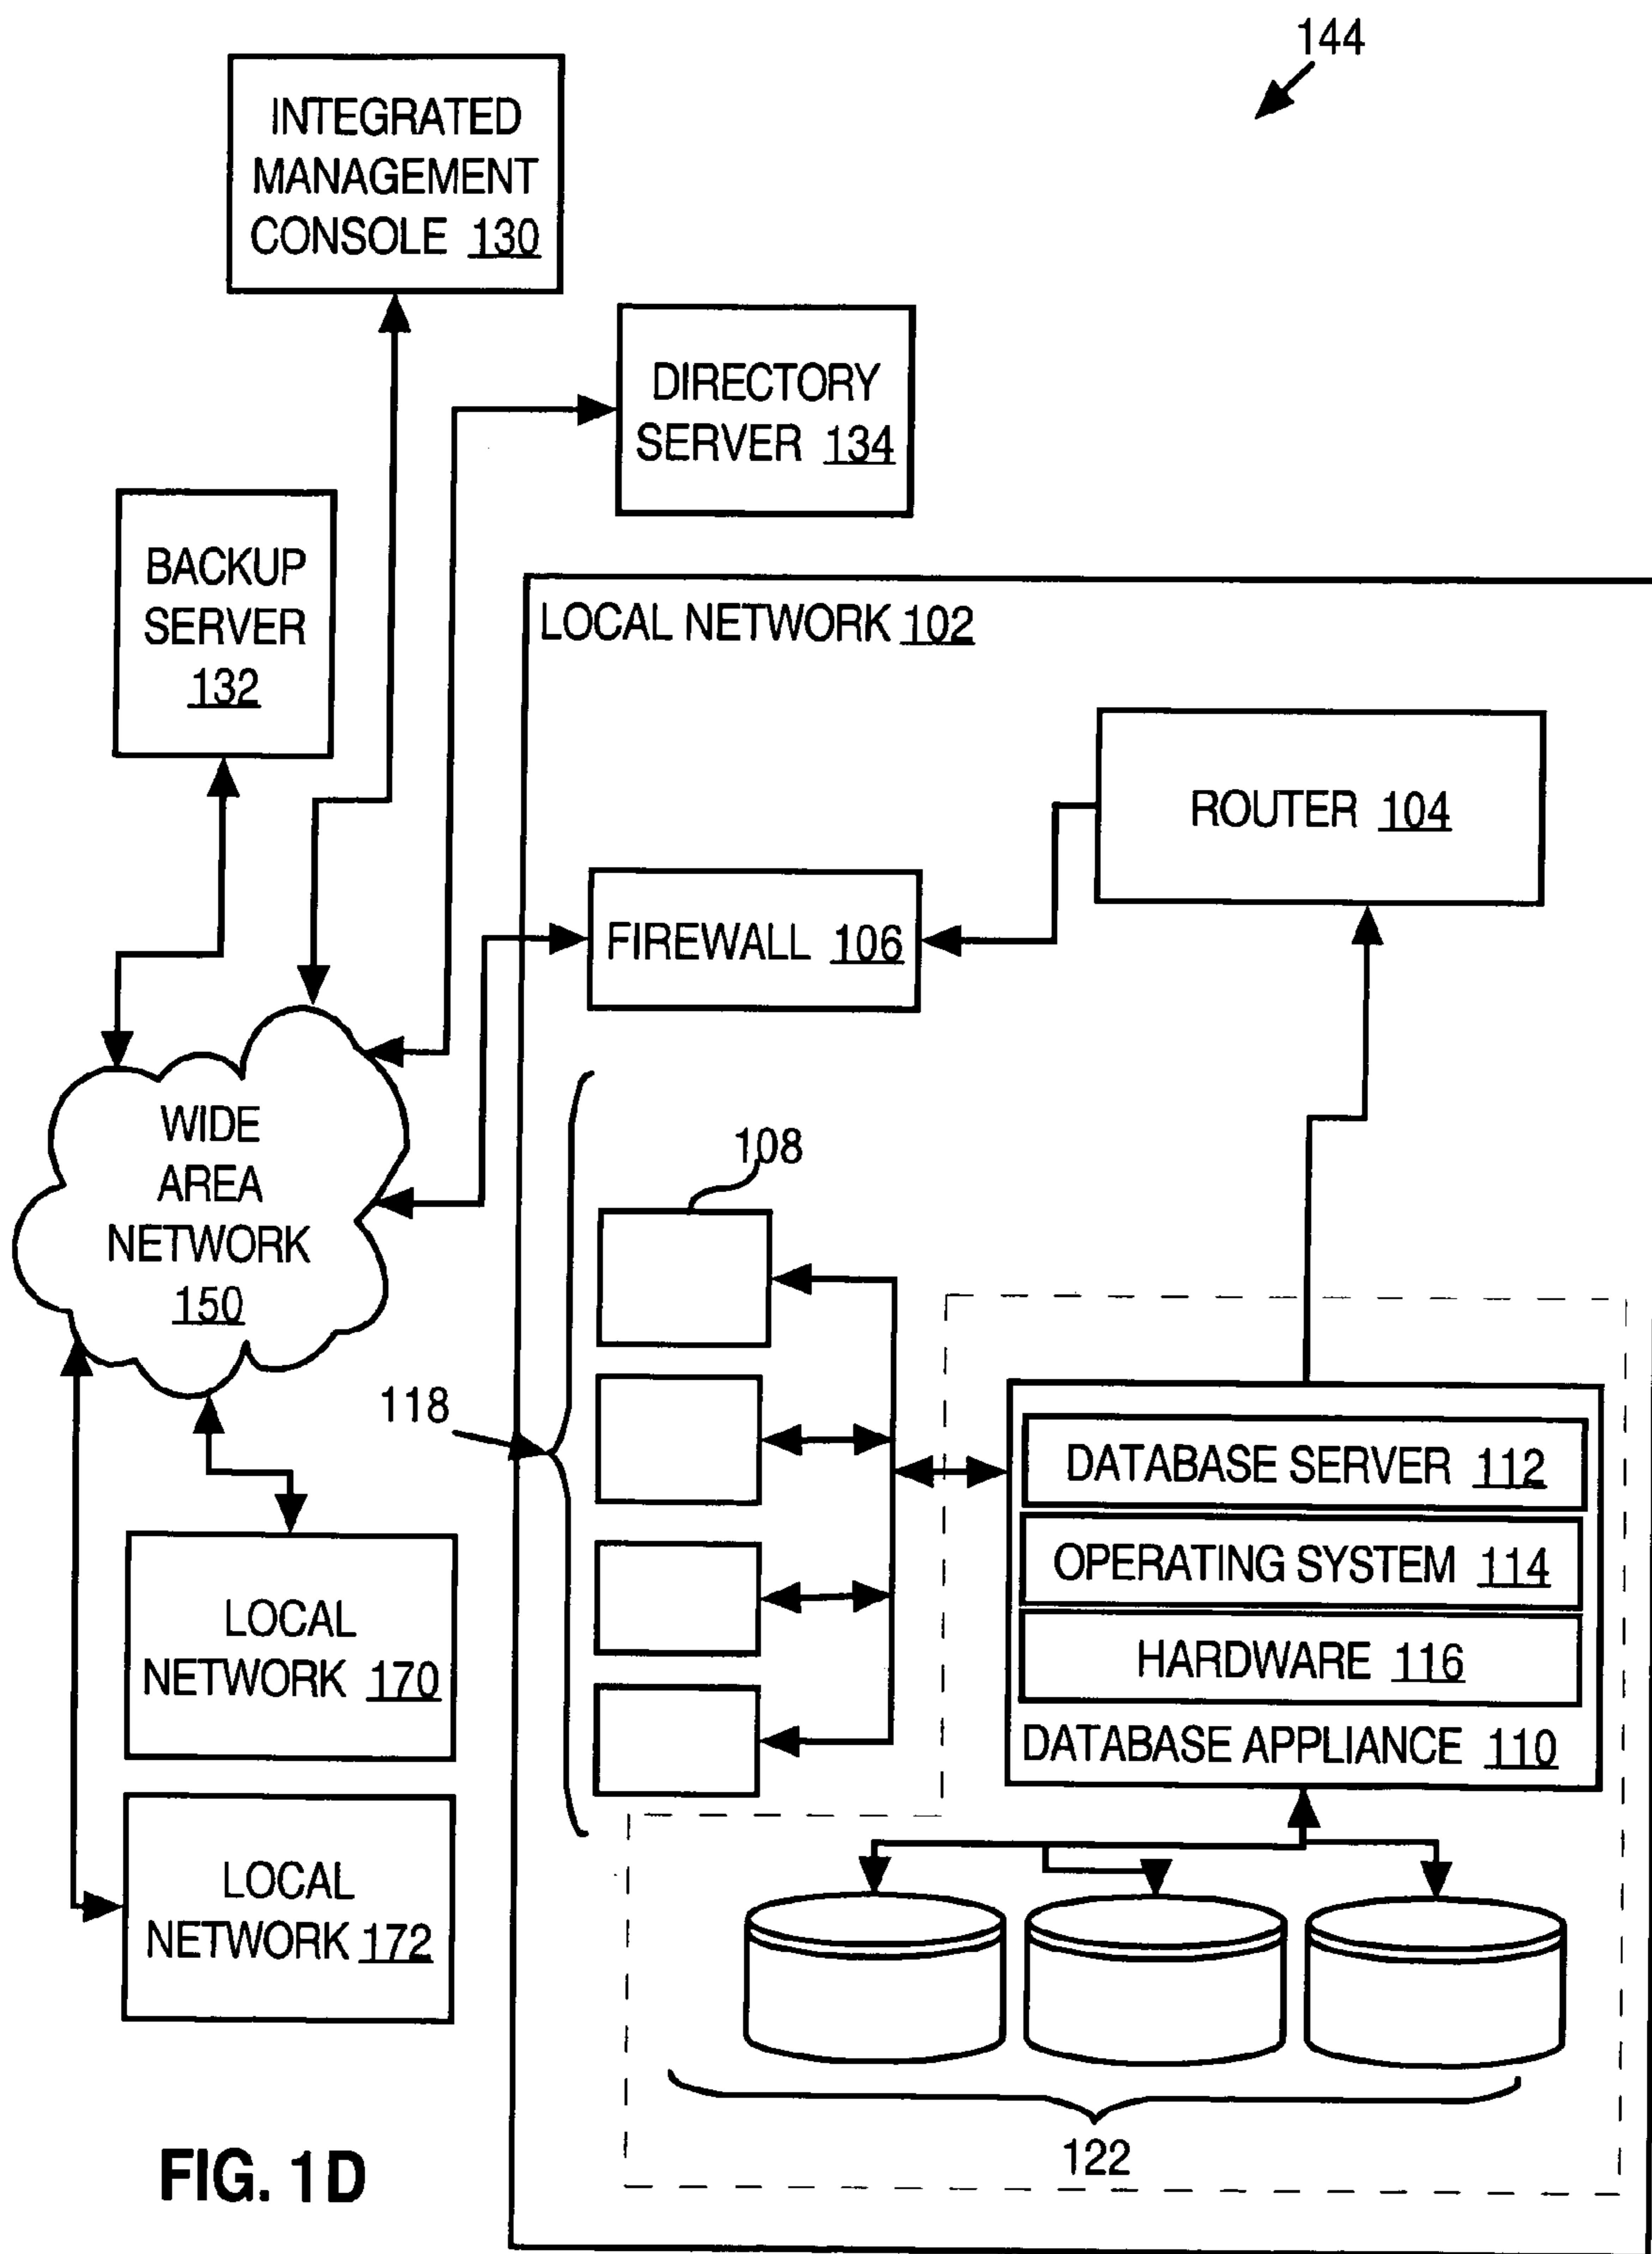 144
INTEGRATED
MANAGEMENT
CONSOLE 130
DIRECTORY
SERVER 134
BACKUP
SERVER
132
LOCAL NETWORK 102
ROUTER 104
FIREWALL 106
WIDE
AREA
NETWORK
150
108
118
DATABASE SERVER 112
OPERATING SYSTEM 114
HARDWARE 116
DATABASE APPLIANCE 110
LOCAL
NETWORK 170
LOCAL
NETWORK 172
122
FIG. 1D